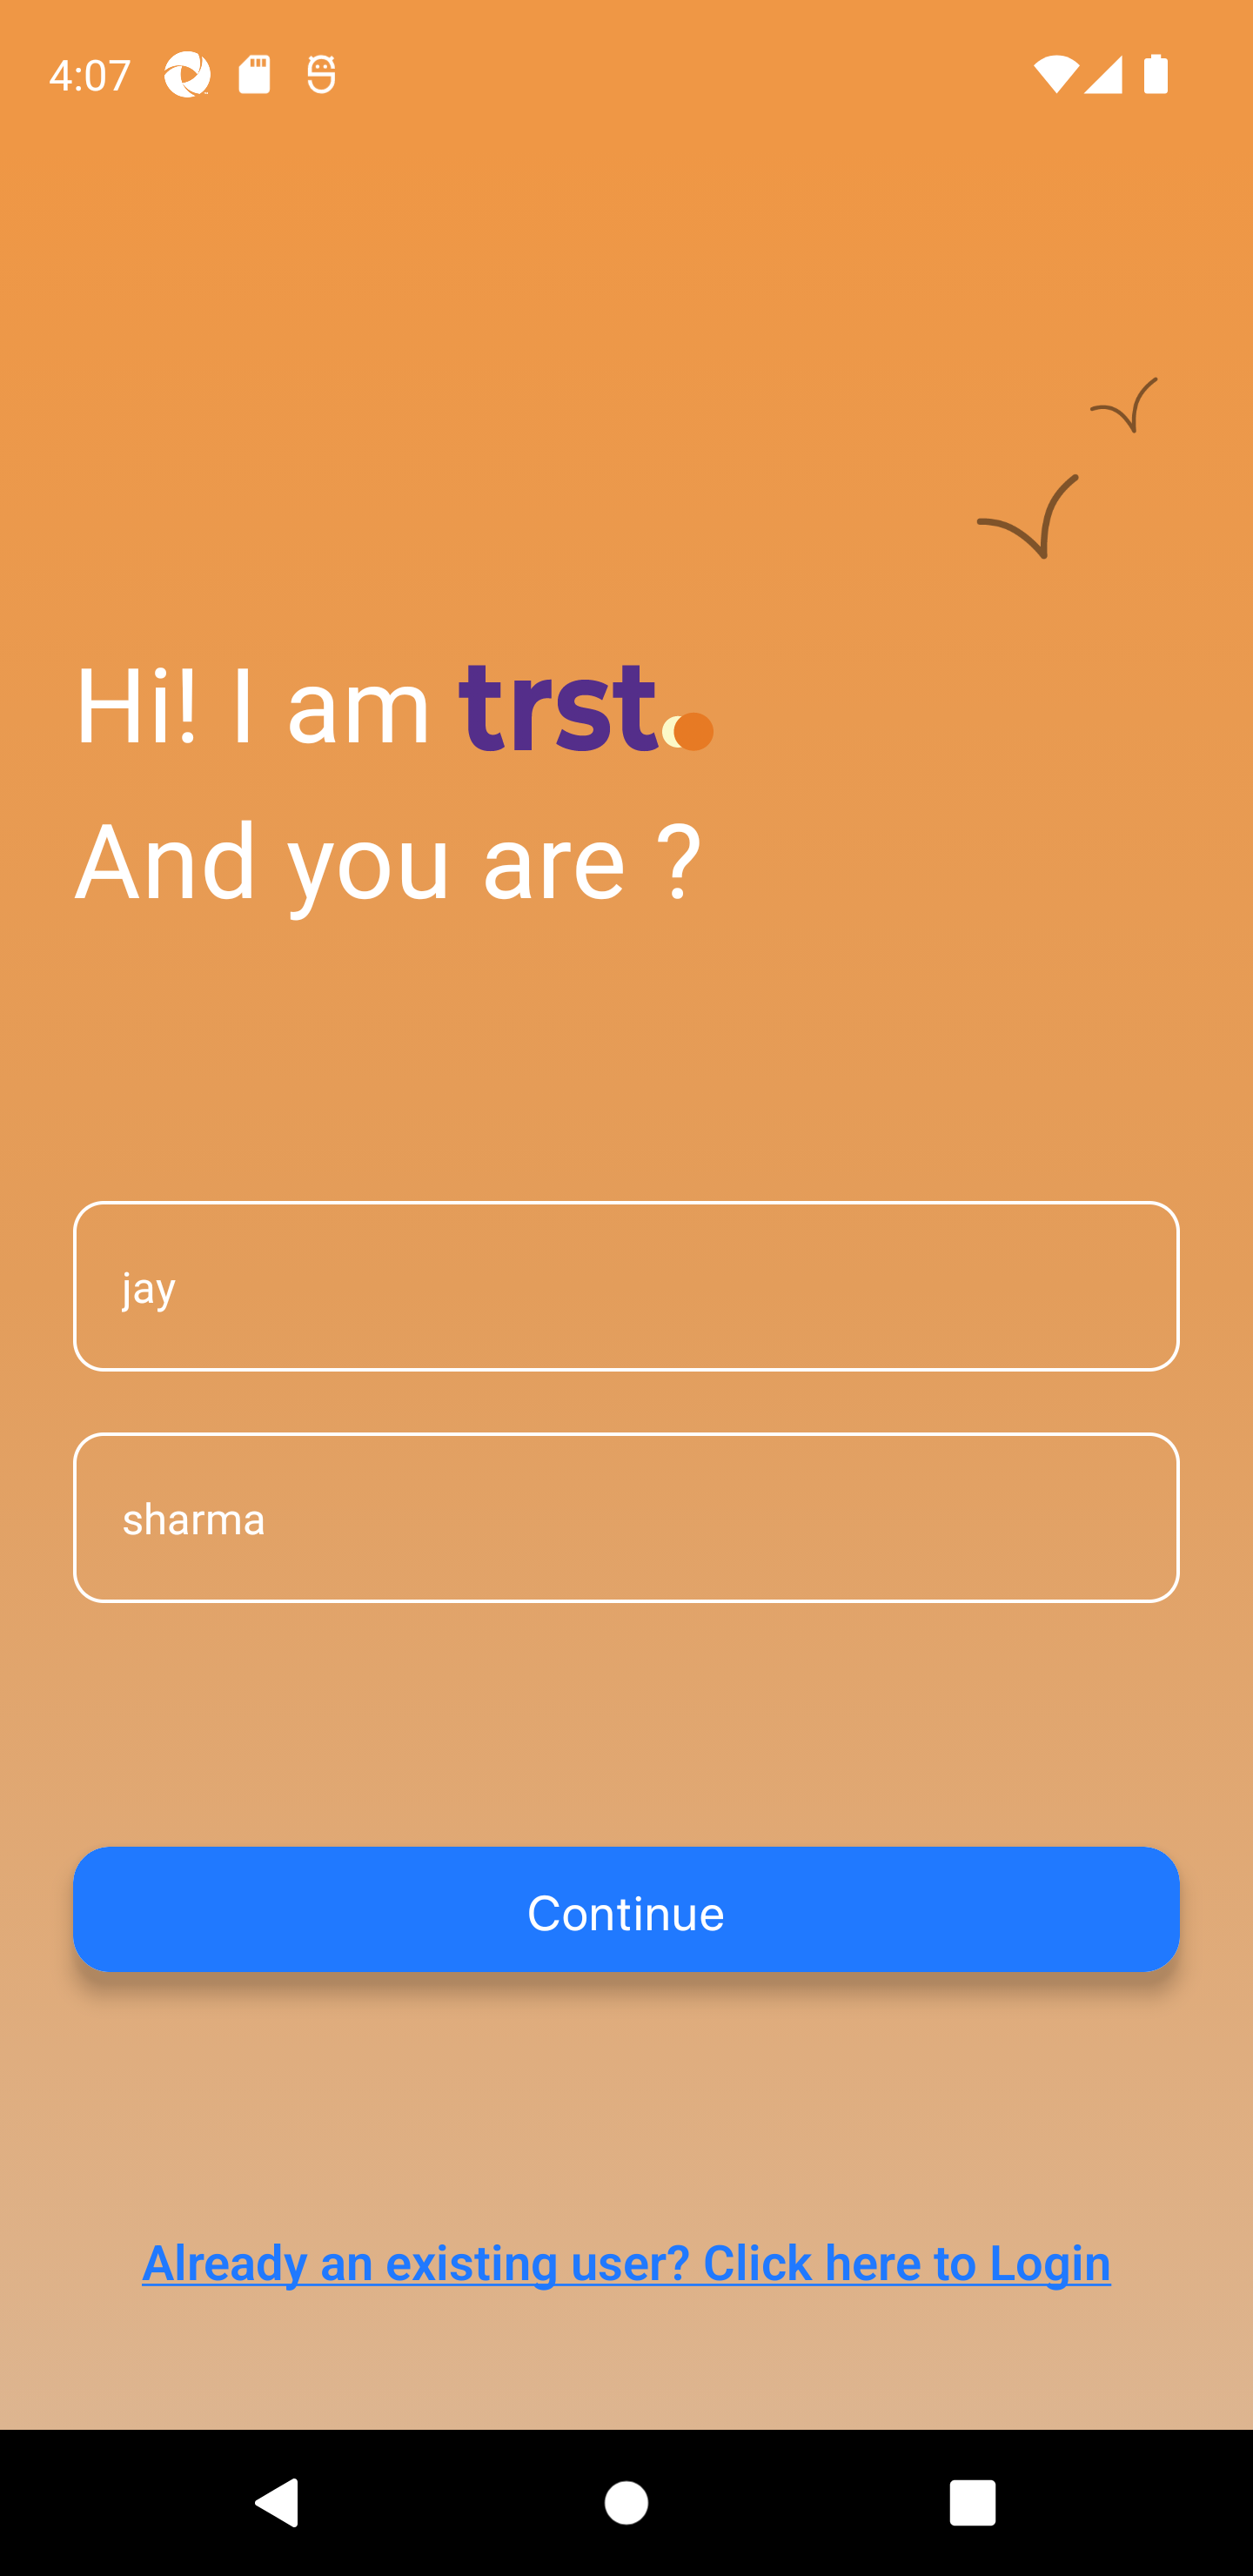 4:07
Hi! I am trst
And you are ?
jay
sharma
Continue
Already an existing user? Click here to Login